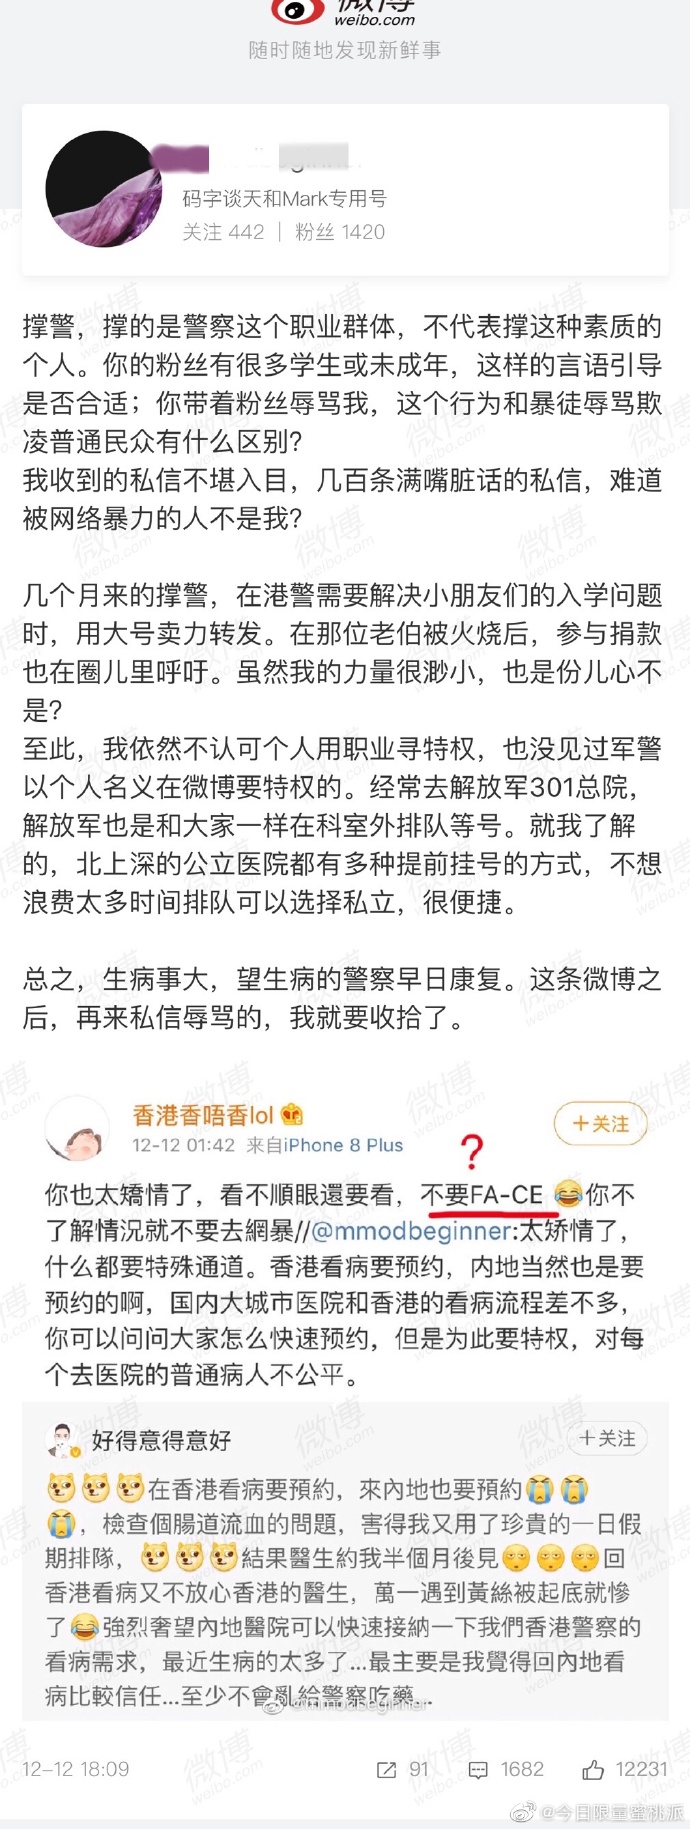 微博
weibo.com
随时随地发现新鲜事
码字谈天和Mark专用号
关注 442 | 粉丝 1420
撑警，撑的是警察这个职业群体，不代表撑这种素质的
个人。你的粉丝有很多学生或未成年，这样的言语引导
是否合适；你带着粉丝辱骂我，这个行为和暴徒辱骂欺
凌普通民众有什么区别？
我收到的私信不堪入目，几百条满嘴脏话的私信，难道
被网络暴力的人不是我？
几个月来的撑警，在港警需要解决小朋友们的入学问题
时，用大号卖力转发。在那位老伯被火烧后，参与捐款
也在圈儿里呼吁。虽然我的力量很渺小，也是份儿心不
是？
至此，我依然不认可个人用职业寻特权，也没见过军警
以个人名义在微博要特权的。经常去解放军301总院，
解放军也是和大家一样在科室外排队等号。就我了解
的，北上深的公立医院都有多种提前挂号的方式，不想
浪费太多时间排队可以选择私立，很便捷。
总之，生病事大，望生病的警察早日康复。这条微博之
后，再来私信辱骂的，我就要收拾了。
香港香唔香lol
+关注
12-12 01:42 来自iPhone 8 Plus
?
你也太矯情了，看不順眼還要看，不要FA-CE 😂你不
了解情況就不要去網暴//@mmodbeginner:太矫情了，
什么都要特殊通道。香港看病要预约，内地当然也是要
预约的啊，国内大城市医院和香港的看病流程差不多，
你可以问问大家怎么快速预约，但是为此要特权，对每
个去医院的普通病人不公平。
好得意得意好
+关注
在香港看病要預約，來內地也要預約😭😭
😭，檢查個腸道流血的問題，害得我又用了珍貴的一日假
期排隊，結果醫生約我半個月後見🙄🙄🙄回
香港看病又不放心香港的醫生，萬一遇到黃絲被起底就慘
了😂強烈奢望內地醫院可以快速接納一下我們香港警察的
看病需求，最近生病的太多了...最主要是我覺得回內地看
病比較信任...至少不會亂給警察吃藥...
@mmodbeginner
12-12 18:09
91
1682
12231
@今日限量蜜桃派